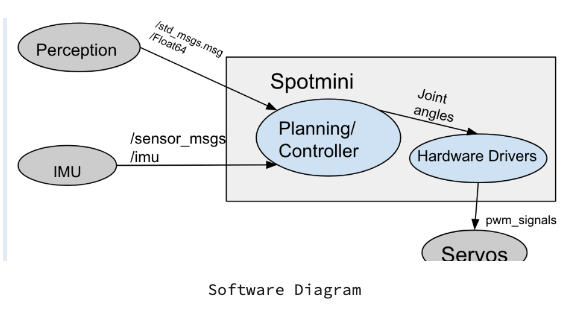 Perception
/std_msgs.msg
/Float64
Spotmini
Planning/
Controller
Joint
angles
Hardware Drivers
/sensor_msgs
/imu
IMU
pwm_signals
Servos
Software Diagram